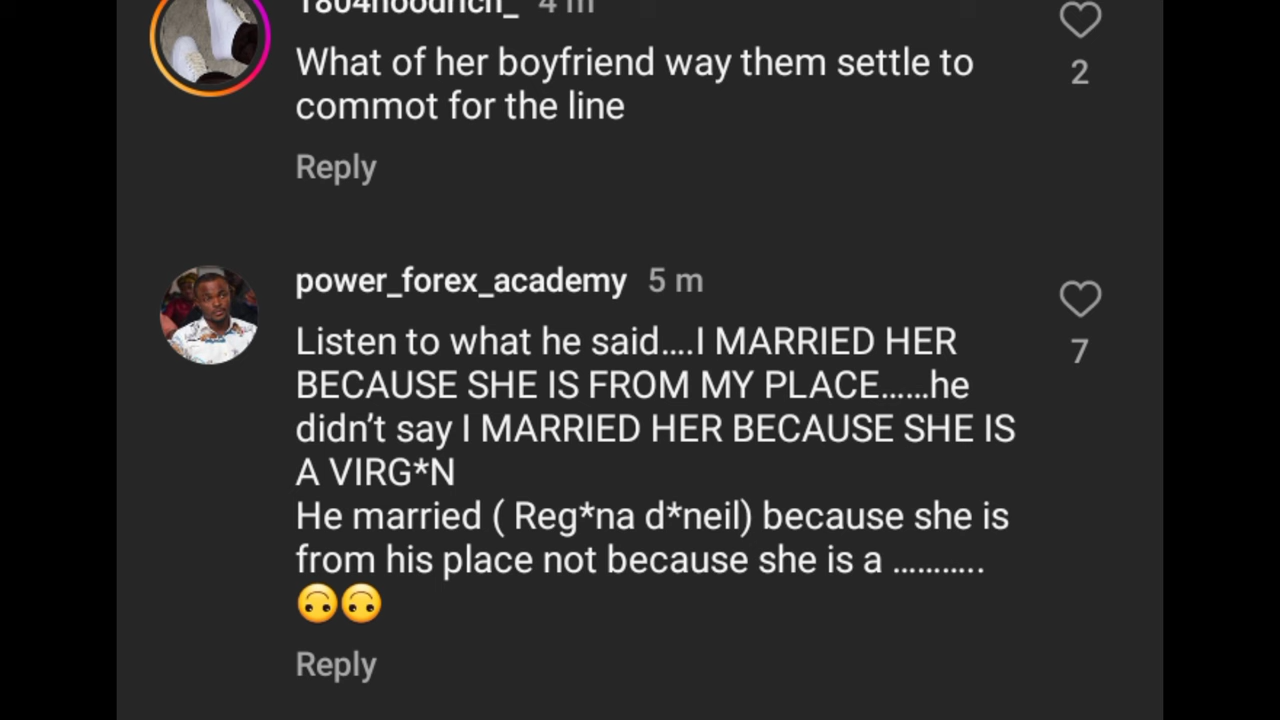 1804hoodrich_ 4 m
What of her boyfriend way them settle to
2
commot for the line
Reply
power_forex_academy 5 m
Listen to what he said....I MARRIED HER
7
BECAUSE SHE IS FROM MY PLACE......he
didn’t say I MARRIED HER BECAUSE SHE IS
A VIRG*N
He married ( Reg*na d*neil) because she is
from his place not because she is a ...........
🙃🙃
Reply